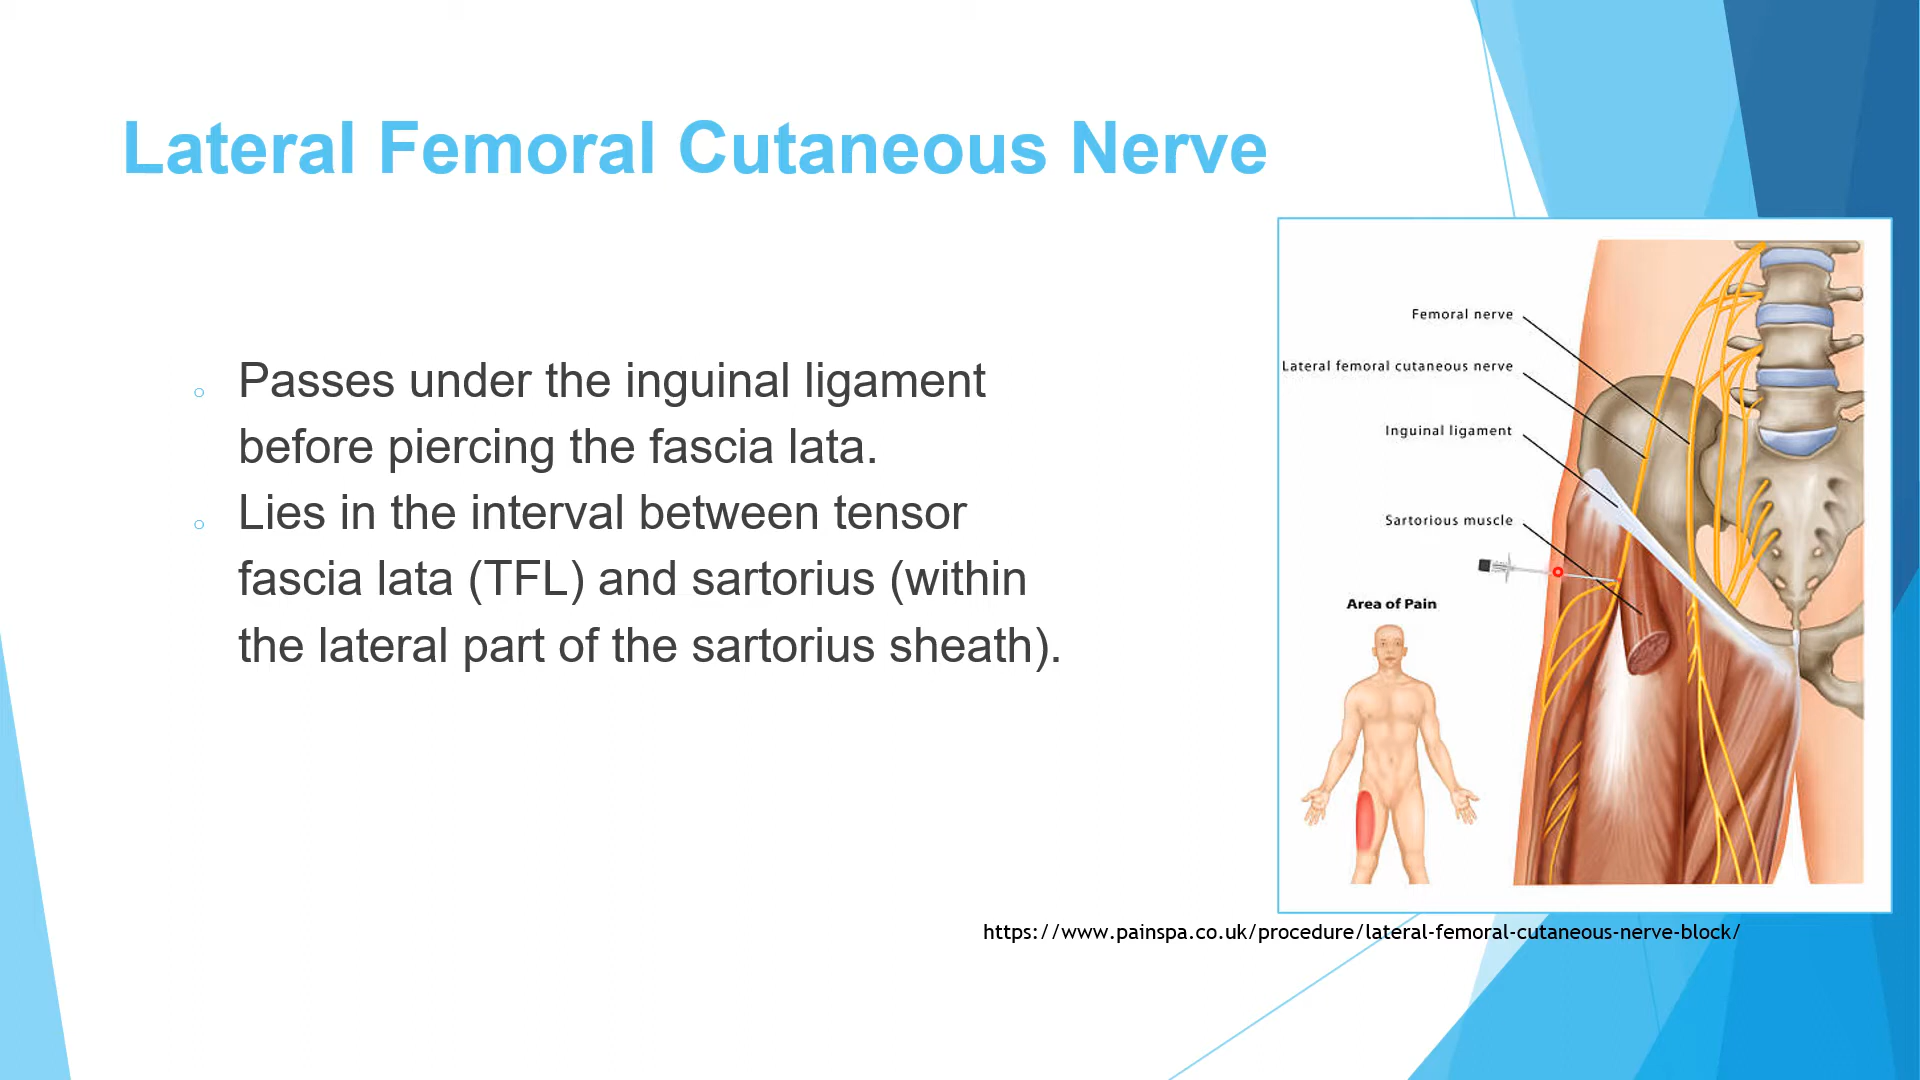 Lateral Femoral Cutaneous Nerve
○ Passes under the inguinal ligament
before piercing the fascia lata.
○ Lies in the interval between tensor
fascia lata (TFL) and sartorius (within
the lateral part of the sartorius sheath).
Femoral nerve
Lateral femoral cutaneous nerve
Inguinal ligament
Sartorious muscle
Area of Pain
https://www.painspa.co.uk/procedure/lateral-femoral-cutaneous-nerve-block/